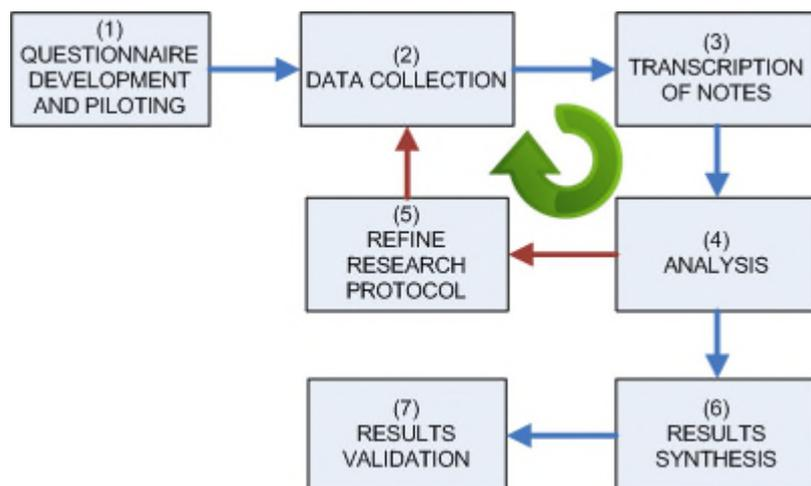 (1)
QUESTIONNAIRE
DEVELOPMENT
AND PILOTING
(2)
DATA COLLECTION
(3)
TRANSCRIPTION
OF NOTES
(4)
ANALYSIS
(5)
REFINE
RESEARCH
PROTOCOL
(6)
RESULTS
SYNTHESIS
(7)
RESULTS
VALIDATION